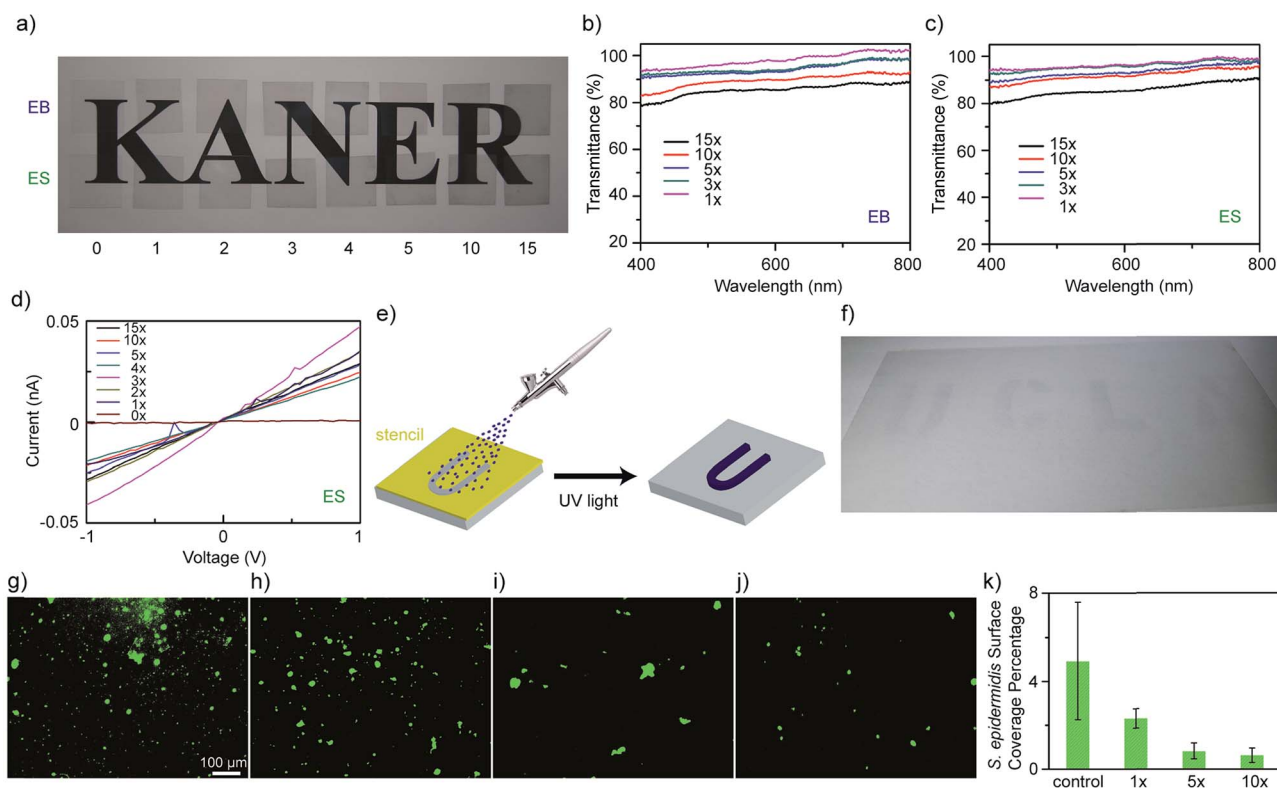 a)
EB
ES
KANER
0 1 2 3 4 5 10 15
b)
Transmittance (%)
100
80
60
40
20
15x
10x
5x
3x
1x
EB
400 600 800
Wavelength (nm)
c)
Transmittance (%)
100
80
60
40
20
15x
10x
5x
3x
1x
ES
400 600 800
Wavelength (nm)
d)
Current (nA)
0.05
0
-0.05
15x
10x
5x
4x
3x
2x
1x
0x
ES
-1 0 1
Voltage (V)
e)
stencil
UV light
U
f)
g)
100 µm
h)
i)
j)
k)
S. epidermidis Surface
Coverage Percentage
8
4
0
control 1x 5x 10x